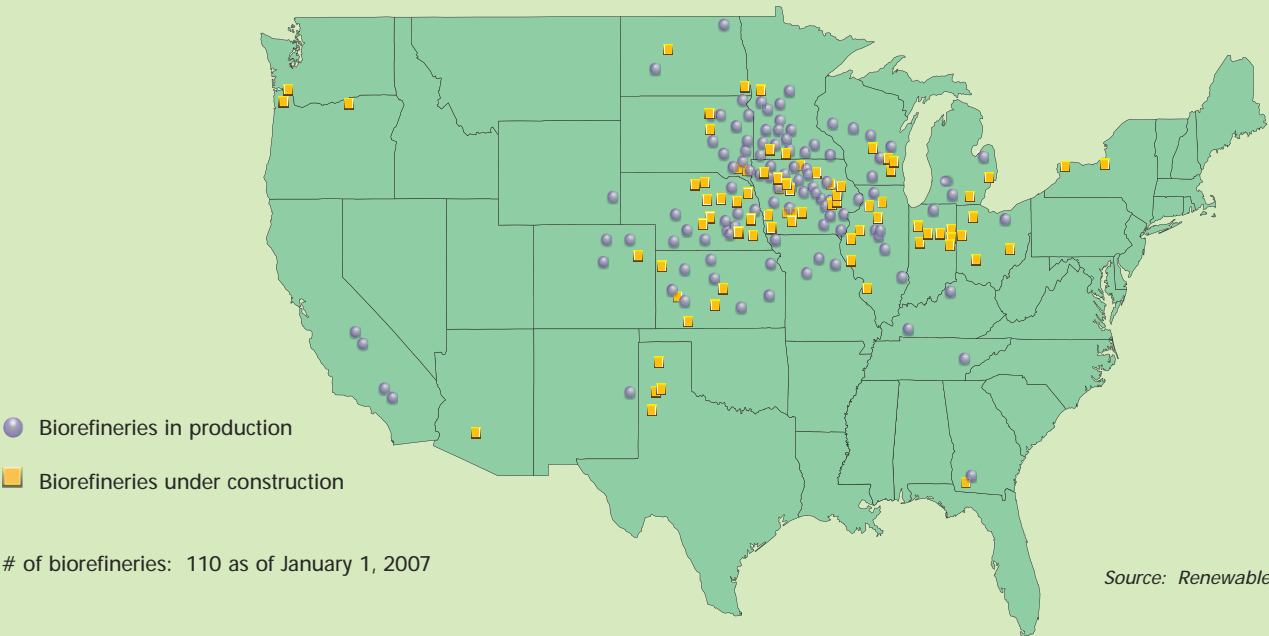 Biorefineries in production
Biorefineries under construction
# of biorefineries: 110 as of January 1, 2007
Source: Renewable